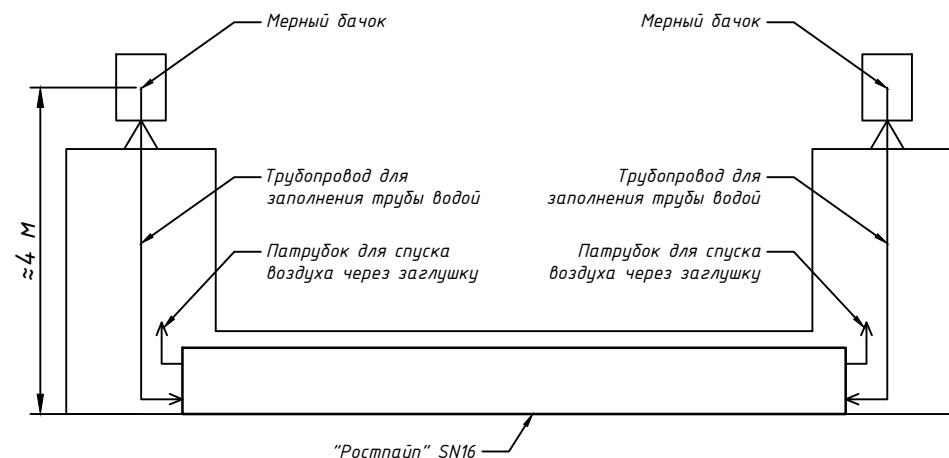 Мерный бачок
Мерный бачок
≈4 М
Трубопровод для
заполнения трубы водой
Трубопровод для
заполнения трубы водой
Патрубок для спуска
воздуха через заглушку
Патрубок для спуска
воздуха через заглушку
"Ростпайп" SN16